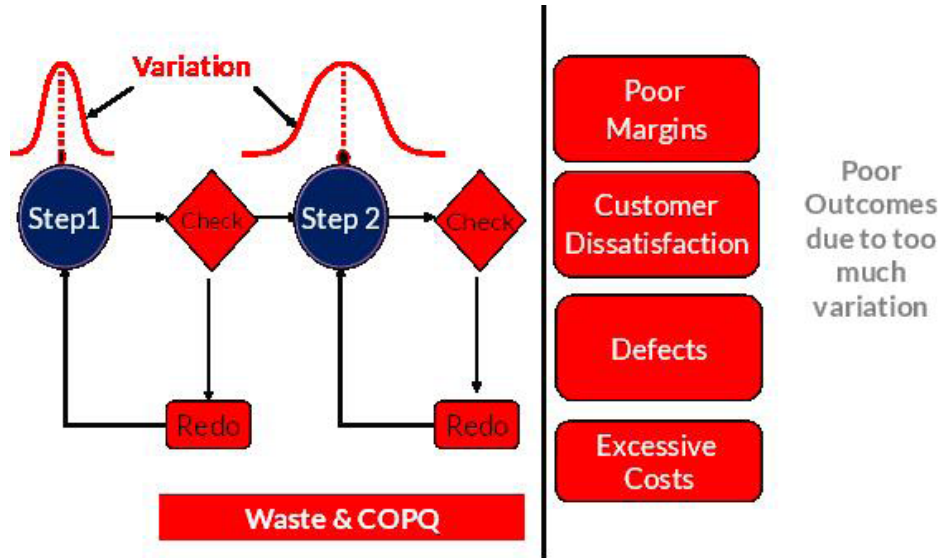 Variation
Step1
Check
Step 2
Check
Redo
Redo
Waste & COPQ
Poor
Margins
Customer
Dissatisfaction
Defects
Excessive
Costs
Poor
Outcomes
due to too
much
variation